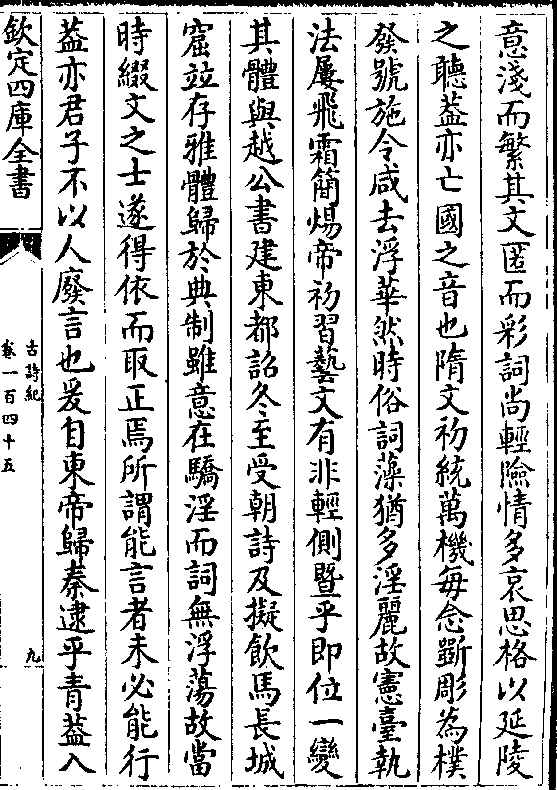 意淺而繁其文匿而彩詞尚輕險情多哀思格以延陵
之聽葢亦亡國之音也隋文初統萬機每念斵彫為樸
發號施令咸去浮華然時俗詞藻猶多淫麗故憲臺執
法屢飛霜簡煬帝初習藝文有非輕側暨乎即位一變
其體與越公書建東都詔冬至受朝詩及擬飲馬長城
窟竝存雅體歸於典制雖意在驕淫而詞無浮蕩故當
時綴文之士遂得依而取正焉所謂能言者未必能行
葢亦君子不以人廢言也爰自東帝歸秦逮乎青葢入
欽定四庫全書
古詩紀
卷一百四十五
九